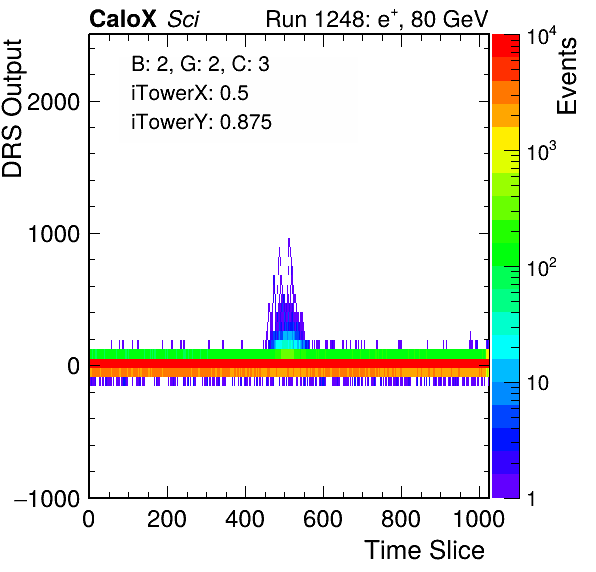 CaloX Sci Run 1248: e⁺, 80 GeV
B: 2, G: 2, C: 3
iTowerX: 0.5
iTowerY: 0.875
DRS Output
2000
1000
0
−1000
0 200 400 600 800 1000
Time Slice
Events
10⁴
10³
10²
10
1